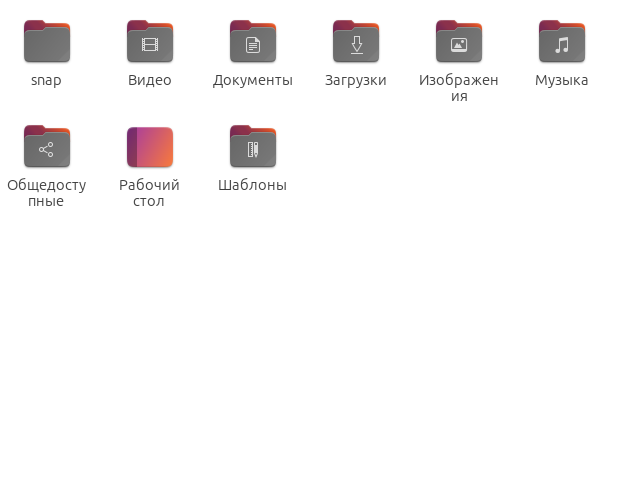 snap
Видео
Документы
Загрузки
Изображен
ия
Музыка
Общедосту
пные
Рабочий
стол
Шаблоны